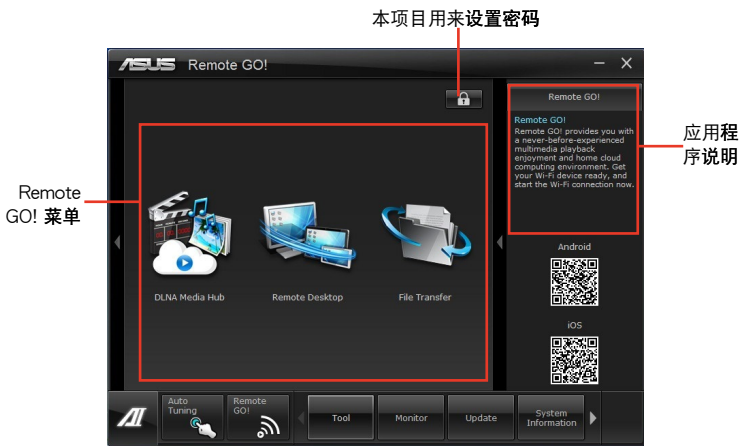 本项目用来设置密码
ASUS Remote GO!
Remote GO!
Remote GO!
Remote GO! provides you with
a never-before-experienced
multimedia playback
enjoyment and home cloud
computing environment. Get
your Wi-Fi device ready, and
start the Wi-Fi connection now.
应用程
序说明
Remote
GO! 菜单
DLNA Media Hub
Remote Desktop
File Transfer
Android
iOS
Auto
Tuning
Remote
GO!
Tool
Monitor
Update
System
Information